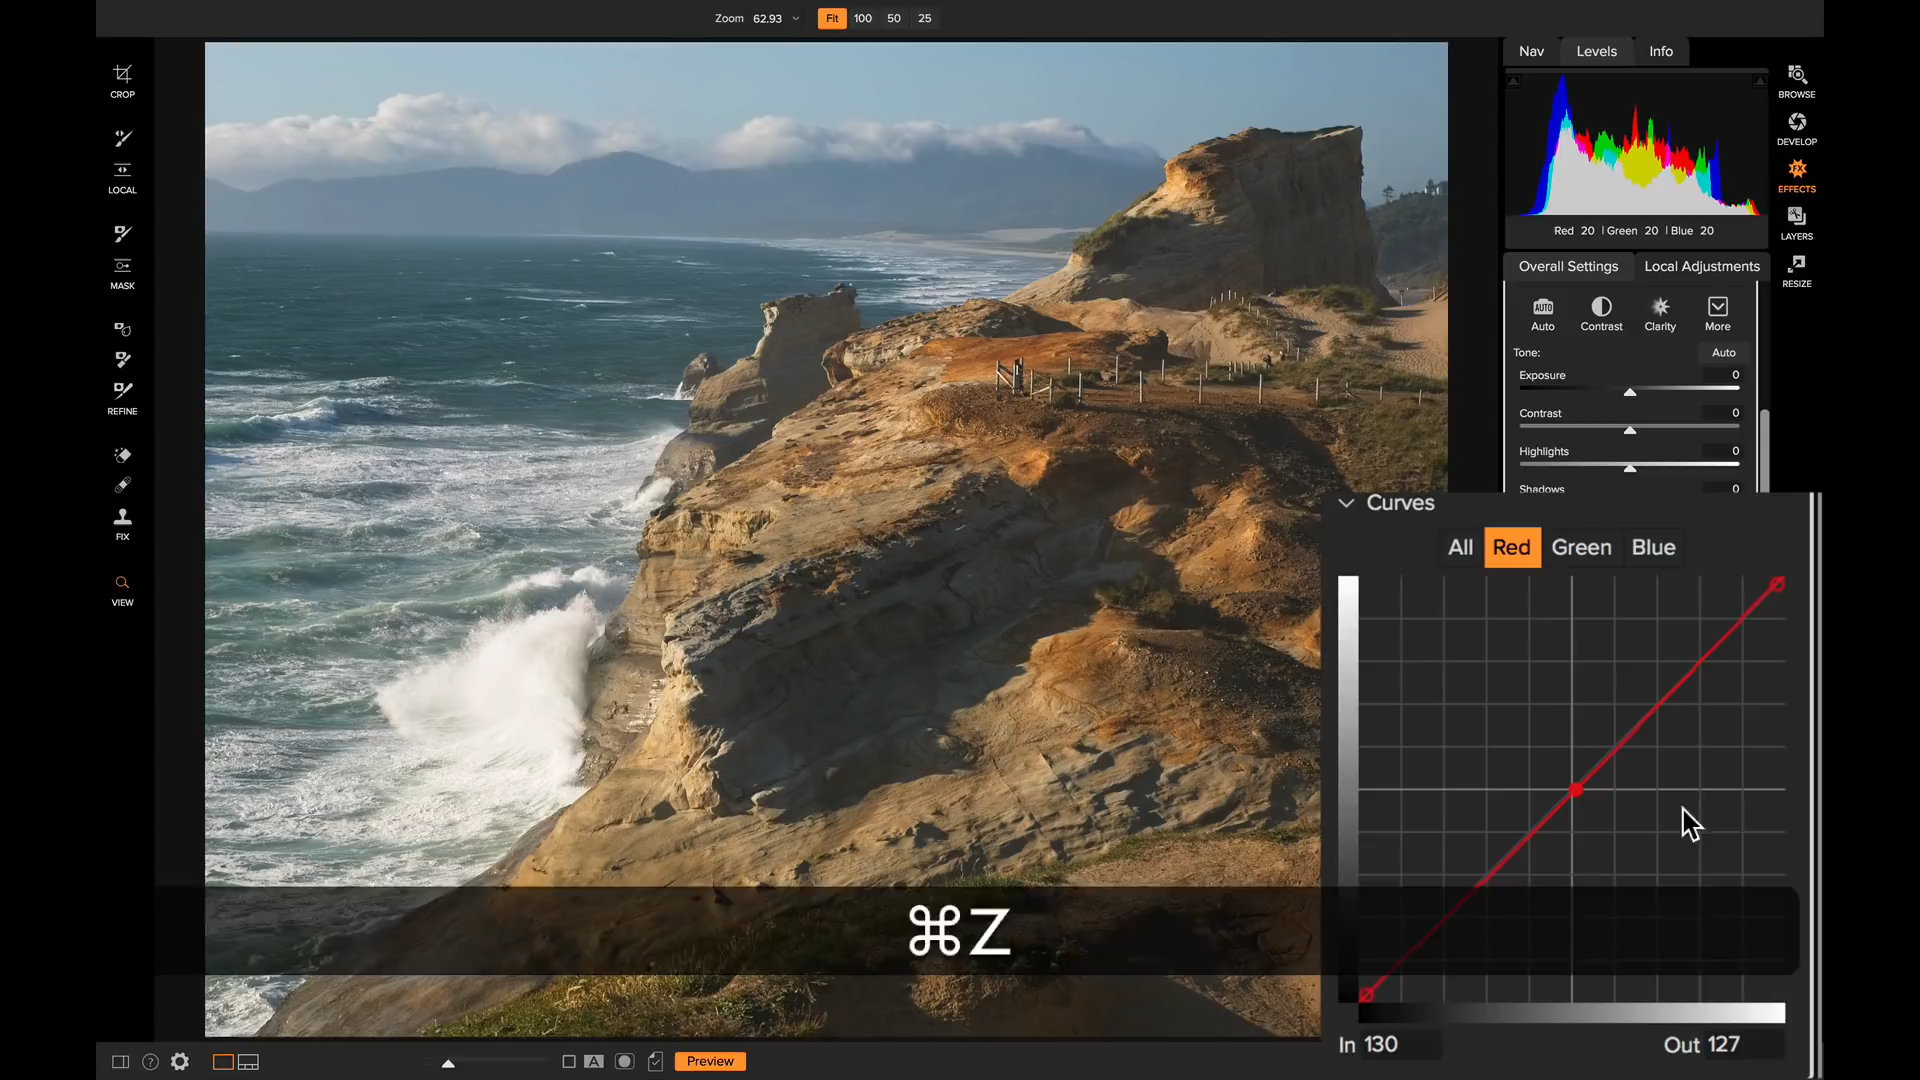 Zoom 62.93 Fit 100 50 25
Nav Levels Info
CROP
LOCAL
MASK
REFINE
FIX
VIEW
BROWSE
DEVELOP
FX
EFFECTS
LAYERS
RESIZE
Red 20 | Green 20 | Blue 20
Overall Settings Local Adjustments
AUTO
Auto Contrast Clarity More
Tone: Auto
Exposure 0
Contrast 0
Highlights 0
Shadows 0
Curves
All Red Green Blue
⌘Z
In 130 Out 127
? A Preview